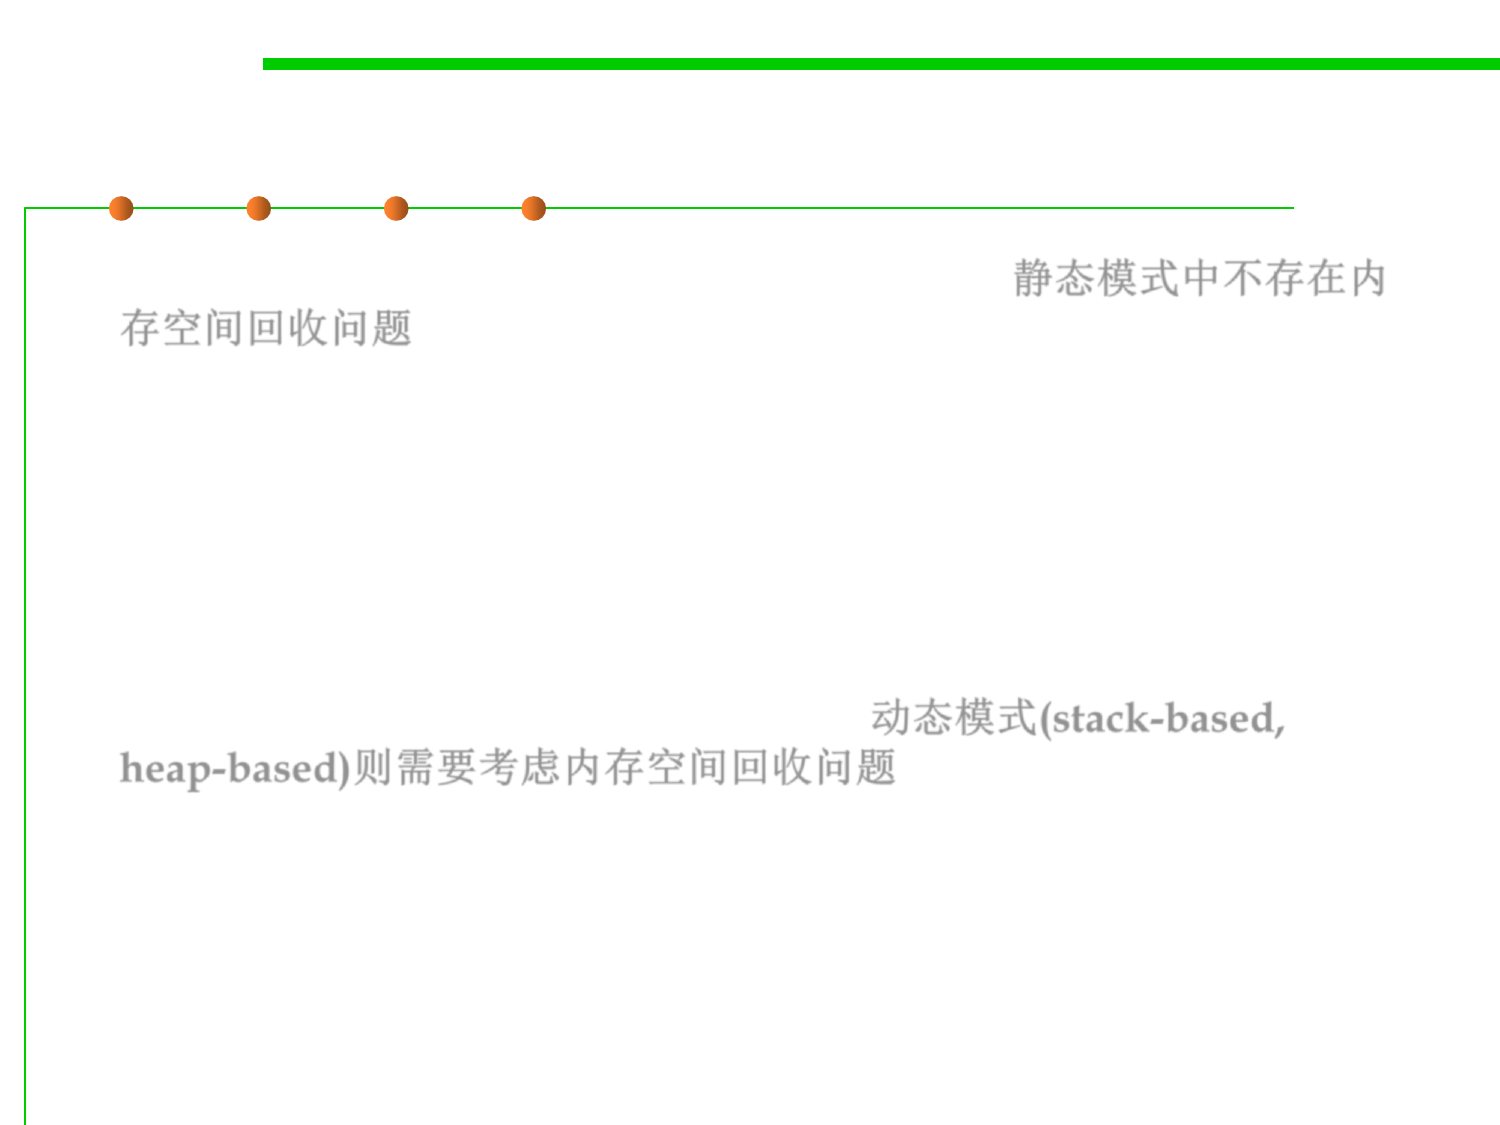 静态模式中不存在内
存空间回收问题
动态模式(stack-based,
heap-based)则需要考虑内存空间回收问题